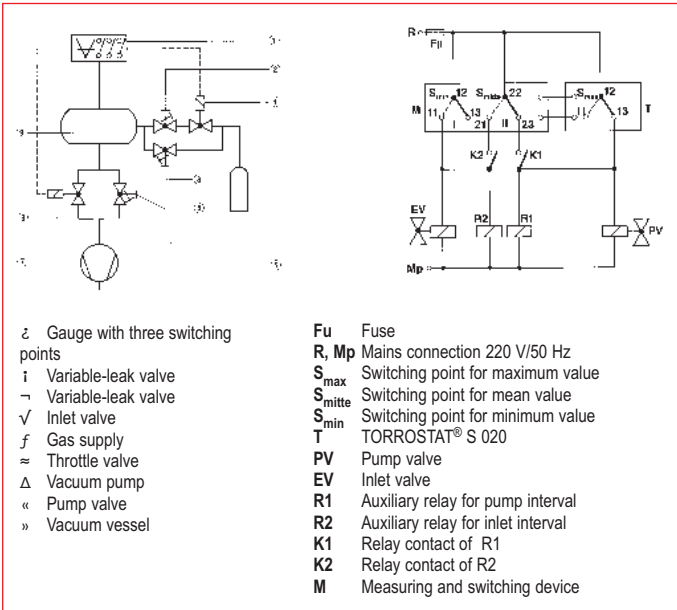 R
Fu
S min 12
S mitte 22
S max 12
M
11
13
21
23
11
13
T
I
II
K2
K1
EV
R2
R1
PV
Mp
¿ Gauge with three switching
points
¡ Variable-leak valve
¬ Variable-leak valve
√ Inlet valve
ƒ Gas supply
≈ Throttle valve
∆ Vacuum pump
« Pump valve
» Vacuum vessel
Fu Fuse
R, Mp Mains connection 220 V/50 Hz
Smax Switching point for maximum value
Smitte Switching point for mean value
Smin Switching point for minimum value
T TORROSTAT® S 020
PV Pump valve
EV Inlet valve
R1 Auxiliary relay for pump interval
R2 Auxiliary relay for inlet interval
K1 Relay contact of R1
K2 Relay contact of R2
M Measuring and switching device